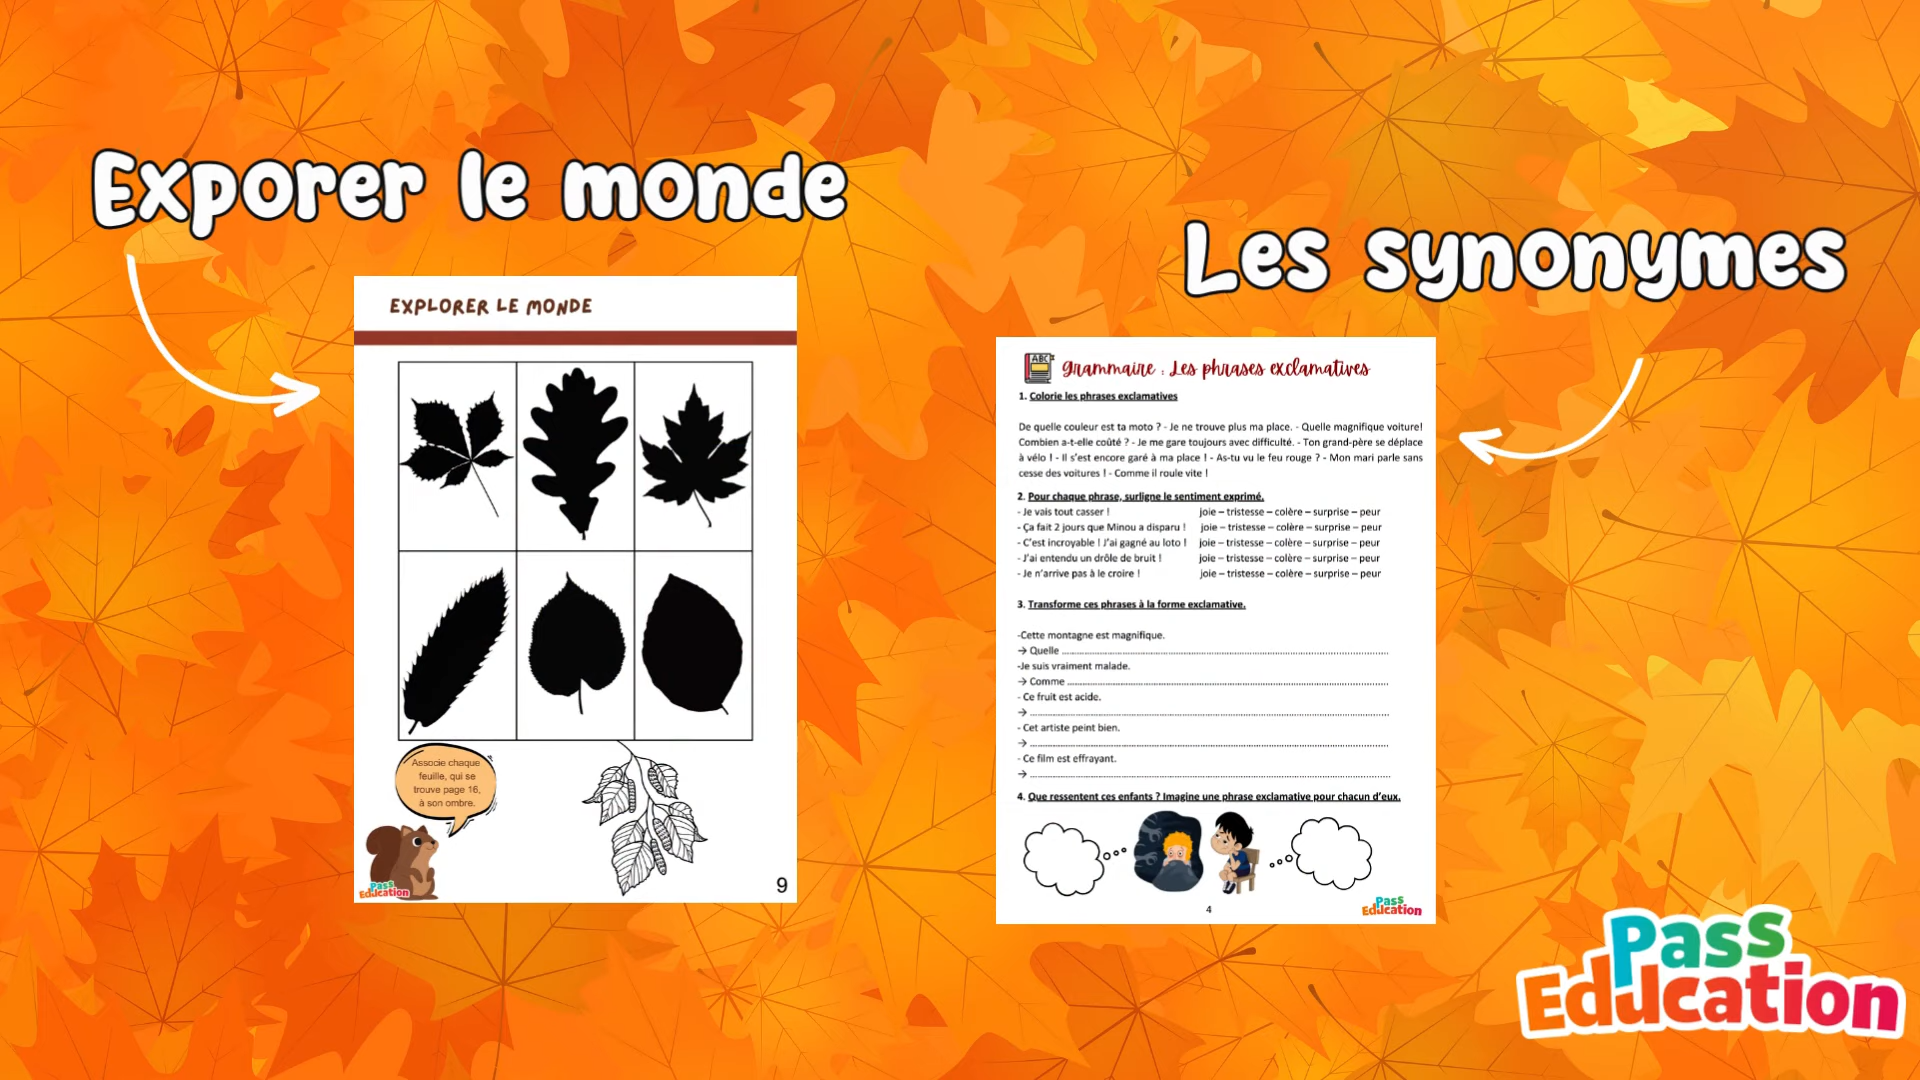 Exporer le monde
Les synonymes
EXPLORER LE MONDE
Associe chaque
feuille, qui se
trouve page 16,
à son ombre.
Pass
Education
9
ABC
Grammaire : Les phrases exclamatives
1. Colorie les phrases exclamatives
De quelle couleur est ta moto ? - Je ne trouve plus ma place. - Quelle magnifique voiture!
Combien a-t-elle coûté ? - Je me gare toujours avec difficulté. - Ton grand-père se déplace
à vélo ! - Il s'est encore garé à ma place ! - As-tu vu le feu rouge ? - Mon mari parle sans
cesse des voitures ! - Comme il roule vite !
2. Pour chaque phrase, surligne le sentiment exprimé.
- Je vais tout casser ! joie – tristesse – colère – surprise – peur
- Ça fait 2 jours que Minou a disparu ! joie – tristesse – colère – surprise – peur
- C'est incroyable ! J'ai gagné au loto ! joie – tristesse – colère – surprise – peur
- J'ai entendu un drôle de bruit ! joie – tristesse – colère – surprise – peur
- Je n'arrive pas à le croire ! joie – tristesse – colère – surprise – peur
3. Transforme ces phrases à la forme exclamative.
-Cette montagne est magnifique.
→ Quelle ........................................
-Je suis vraiment malade.
→ Comme ........................................
- Ce fruit est acide.
→ ........................................
- Cet artiste peint bien.
→ ........................................
- Ce film est effrayant.
→ ........................................
4. Que ressentent ces enfants ? Imagine une phrase exclamative pour chacun d'eux.
4
Pass
Education
Pass
Education